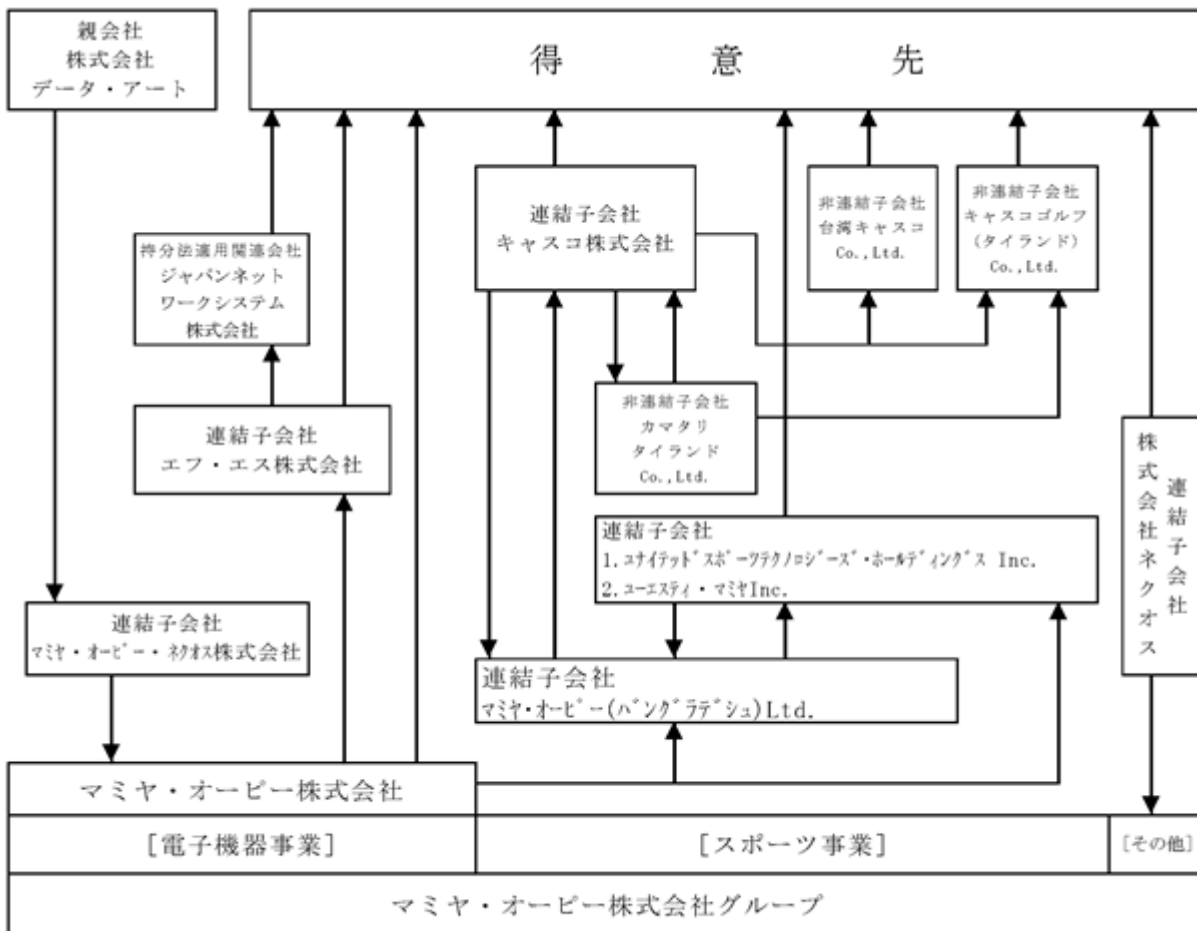 親会社
株式会社
データ・アート
得意先
連結子会社
キャスコ株式会社
非連結子会社
台湾キャスコ
Co.,Ltd.
非連結子会社
キャスコゴルフ
(タイランド)
Co.,Ltd.
持分法適用関連会社
ジャパンネット
ワークシステム
株式会社
非連結子会社
カマタリ
タイランド
Co.,Ltd.
連結子会社
エフ・エス株式会社
連結子会社
株式会社ネクオス
連結子会社
1.ユナイテッドスポーツテクノロジーズ・ホールディングス Inc.
2.ユーエスティ・マミヤInc.
連結子会社
マミヤ・オーピー・ネクオス株式会社
連結子会社
マミヤ・オーピー(バングラデシュ)Ltd.
マミヤ・オーピー株式会社
[電子機器事業]
[スポーツ事業]
[その他]
マミヤ・オーピー株式会社グループ